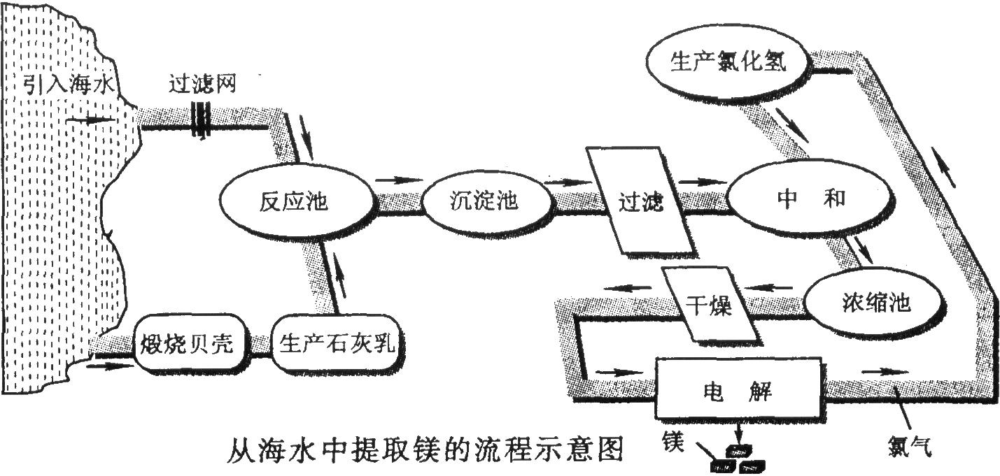 生产氯化氢
引入海水
过滤网
反应池
沉淀池
过滤
中 和
干燥
浓缩池
煅烧贝壳
生产石灰乳
电 解
镁
氯气
从海水中提取镁的流程示意图